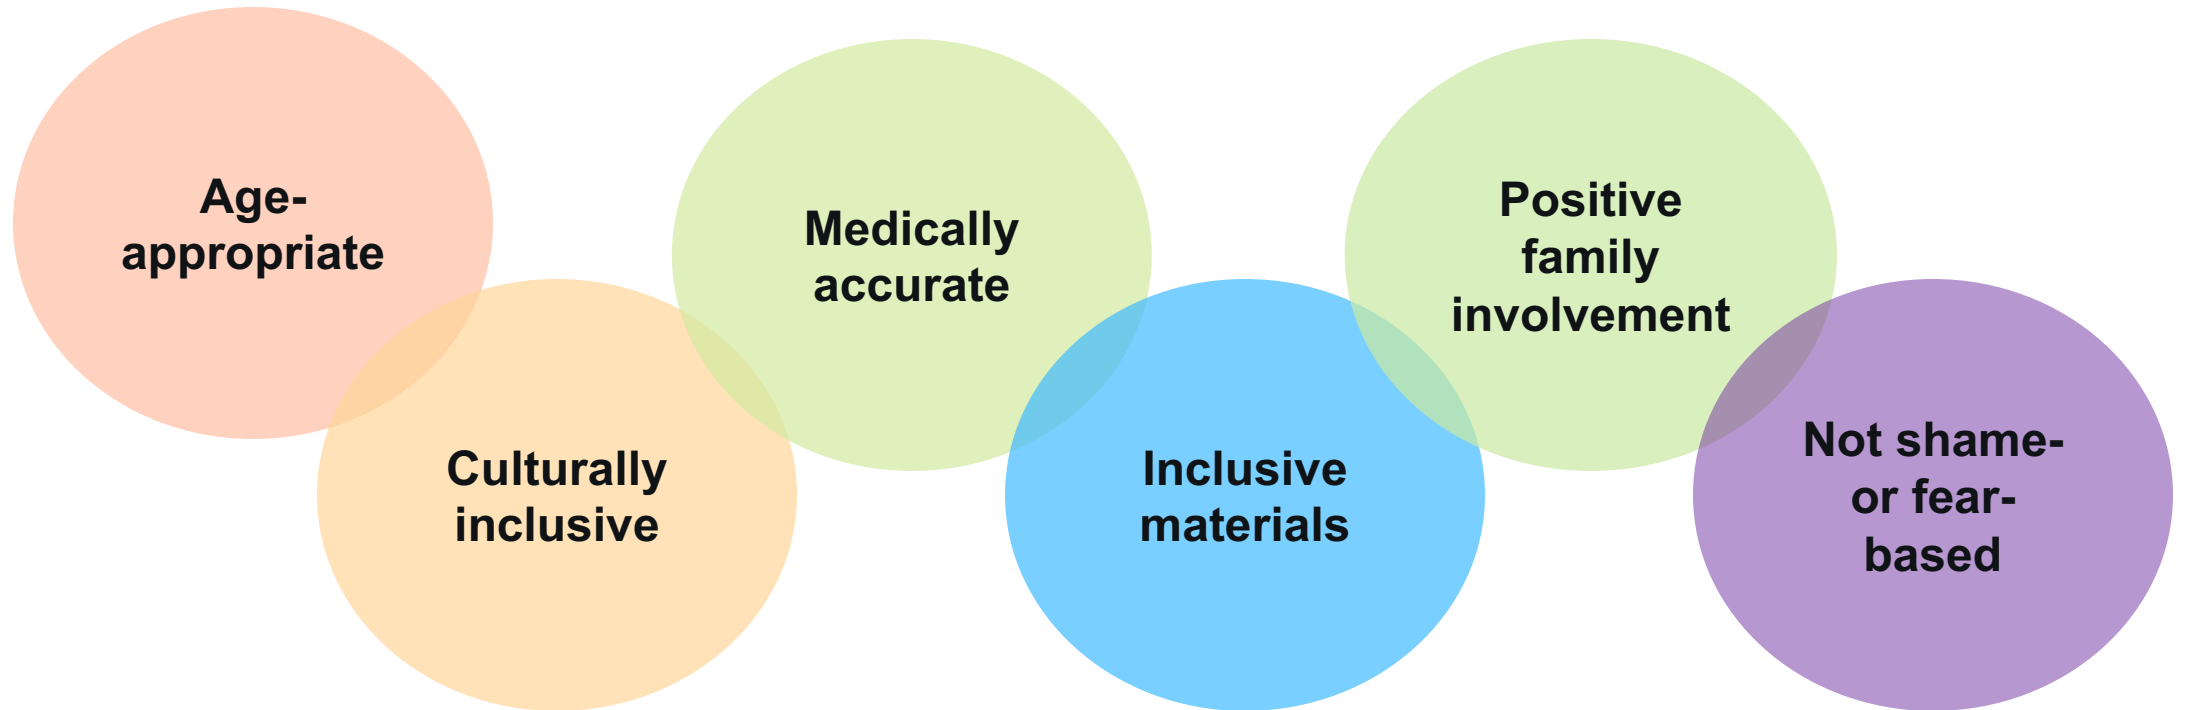 Age-
appropriate
Culturally
inclusive
Medically
accurate
Inclusive
materials
Positive
family
involvement
Not shame-
or fear-
based